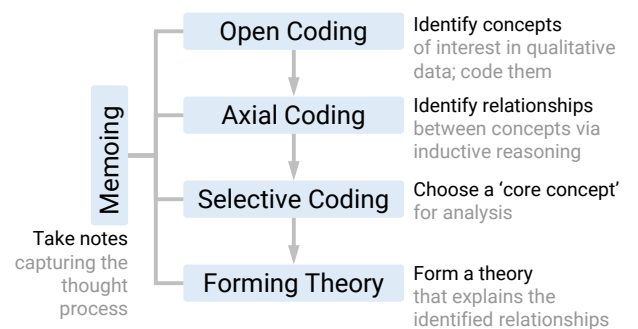 Open Coding
Identify concepts
of interest in qualitative
data; code them
Axial Coding
Identify relationships
between concepts via
inductive reasoning
Memoing
Selective Coding
Choose a ‘core concept’
for analysis
Take notes
capturing the
thought
process
Forming Theory
Form a theory
that explains the
identified relationships